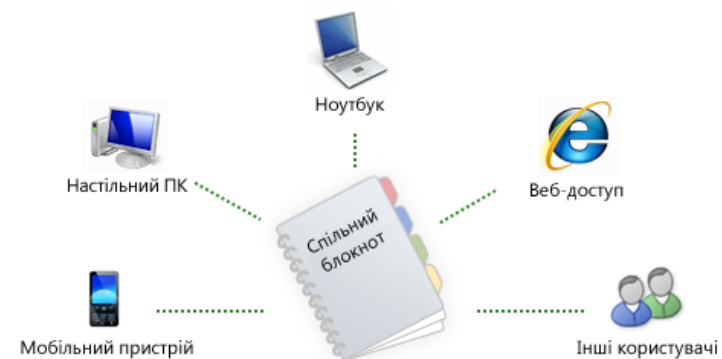 Ноутбук
Настільний ПК
Веб-доступ
Спільний
блокнот
Мобільний пристрій
Інші користувачі